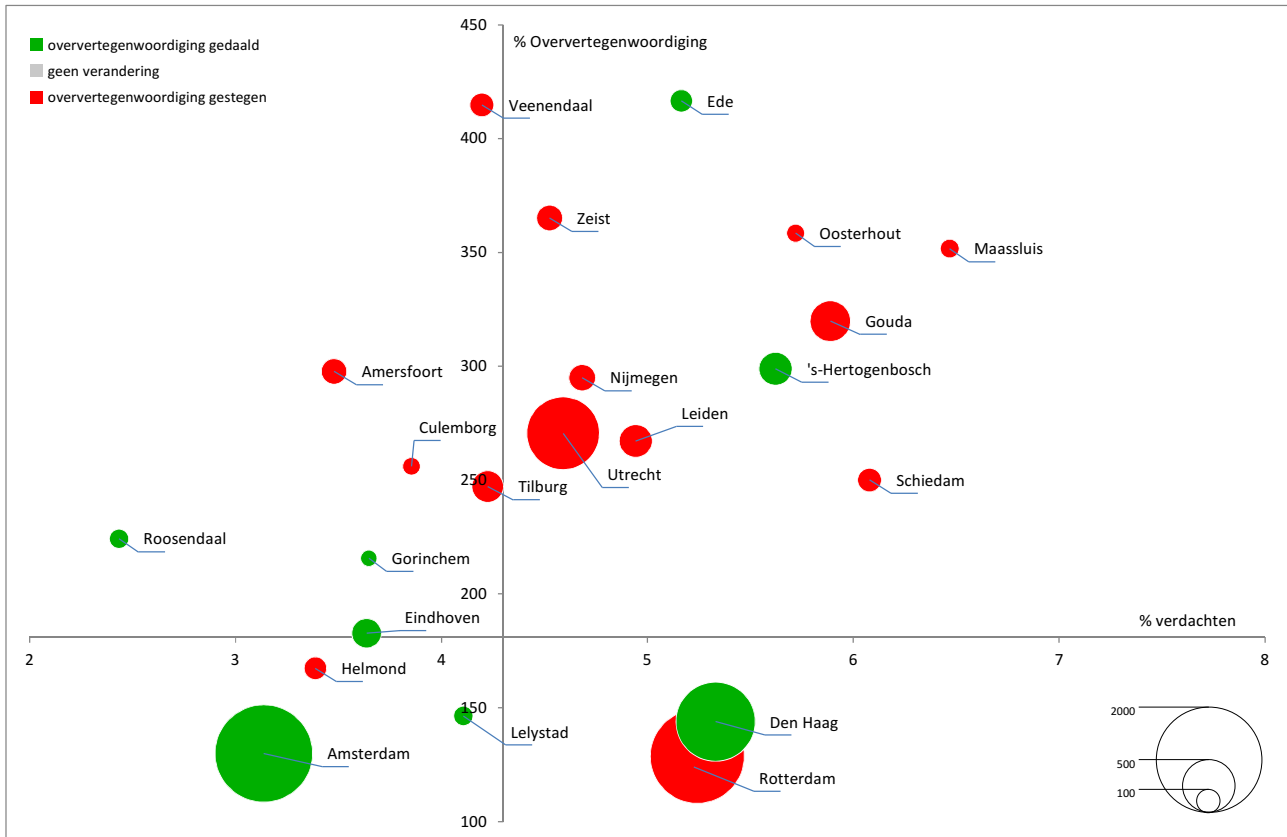 450
% Oververtegenwoordiging
oververtegenwoordiging gedaald
geen verandering
oververtegenwoordiging gestegen
Veenendaal
Ede
400
Zeist
Oosterhout
Maassluis
350
Gouda
300
Amersfoort
Nijmegen
's-Hertogenbosch
Culemborg
Leiden
Utrecht
250
Tilburg
Schiedam
Roosendaal
Gorinchem
200
Eindhoven
% verdachten
2 3 4 5 6 7 8
Helmond
150
Lelystad
Den Haag
Amsterdam
Rotterdam
2000
500
100
100